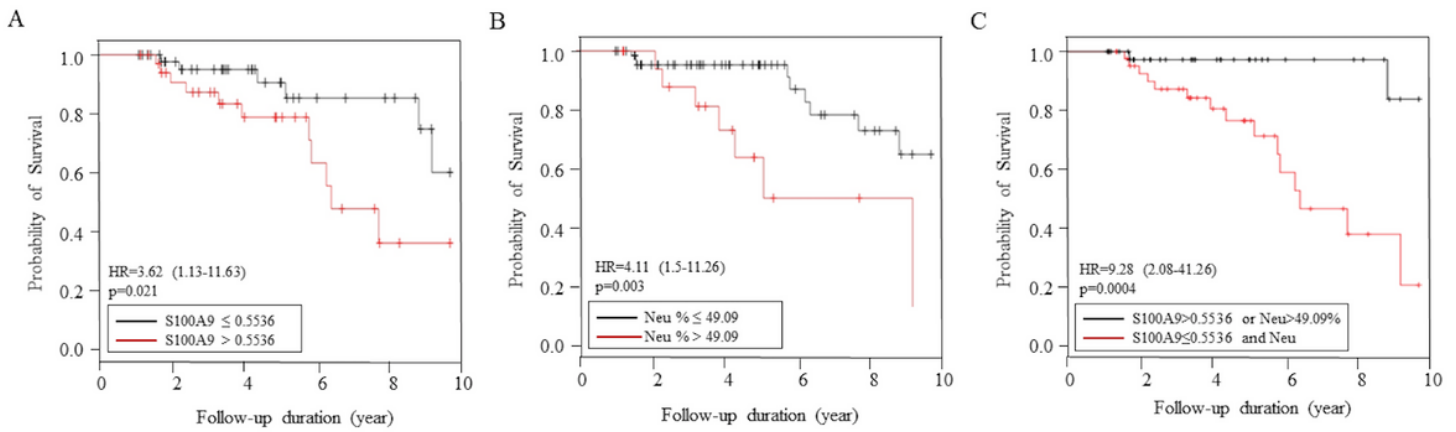 A
Probability of Survival
1.0
0.8
0.6
0.4
0.2
0.0
HR=3.62 (1.13-11.63)
p=0.021
S100A9 ≤ 0.5536
S100A9 > 0.5536
0 2 4 6 8 10
Follow-up duration (year)
B
Probability of Survival
1.0
0.8
0.6
0.4
0.2
0.0
HR=4.11 (1.5-11.26)
p=0.003
Neu % ≤ 49.09
Neu % > 49.09
0 2 4 6 8 10
Follow-up duration (year)
C
Probability of Survival
1.0
0.8
0.6
0.4
0.2
0.0
HR=9.28 (2.08-41.26)
p=0.0004
S100A9>0.5536 or Neu>49.09%
S100A9≤0.5536 and Neu
0 2 4 6 8 10
Follow-up duration (year)